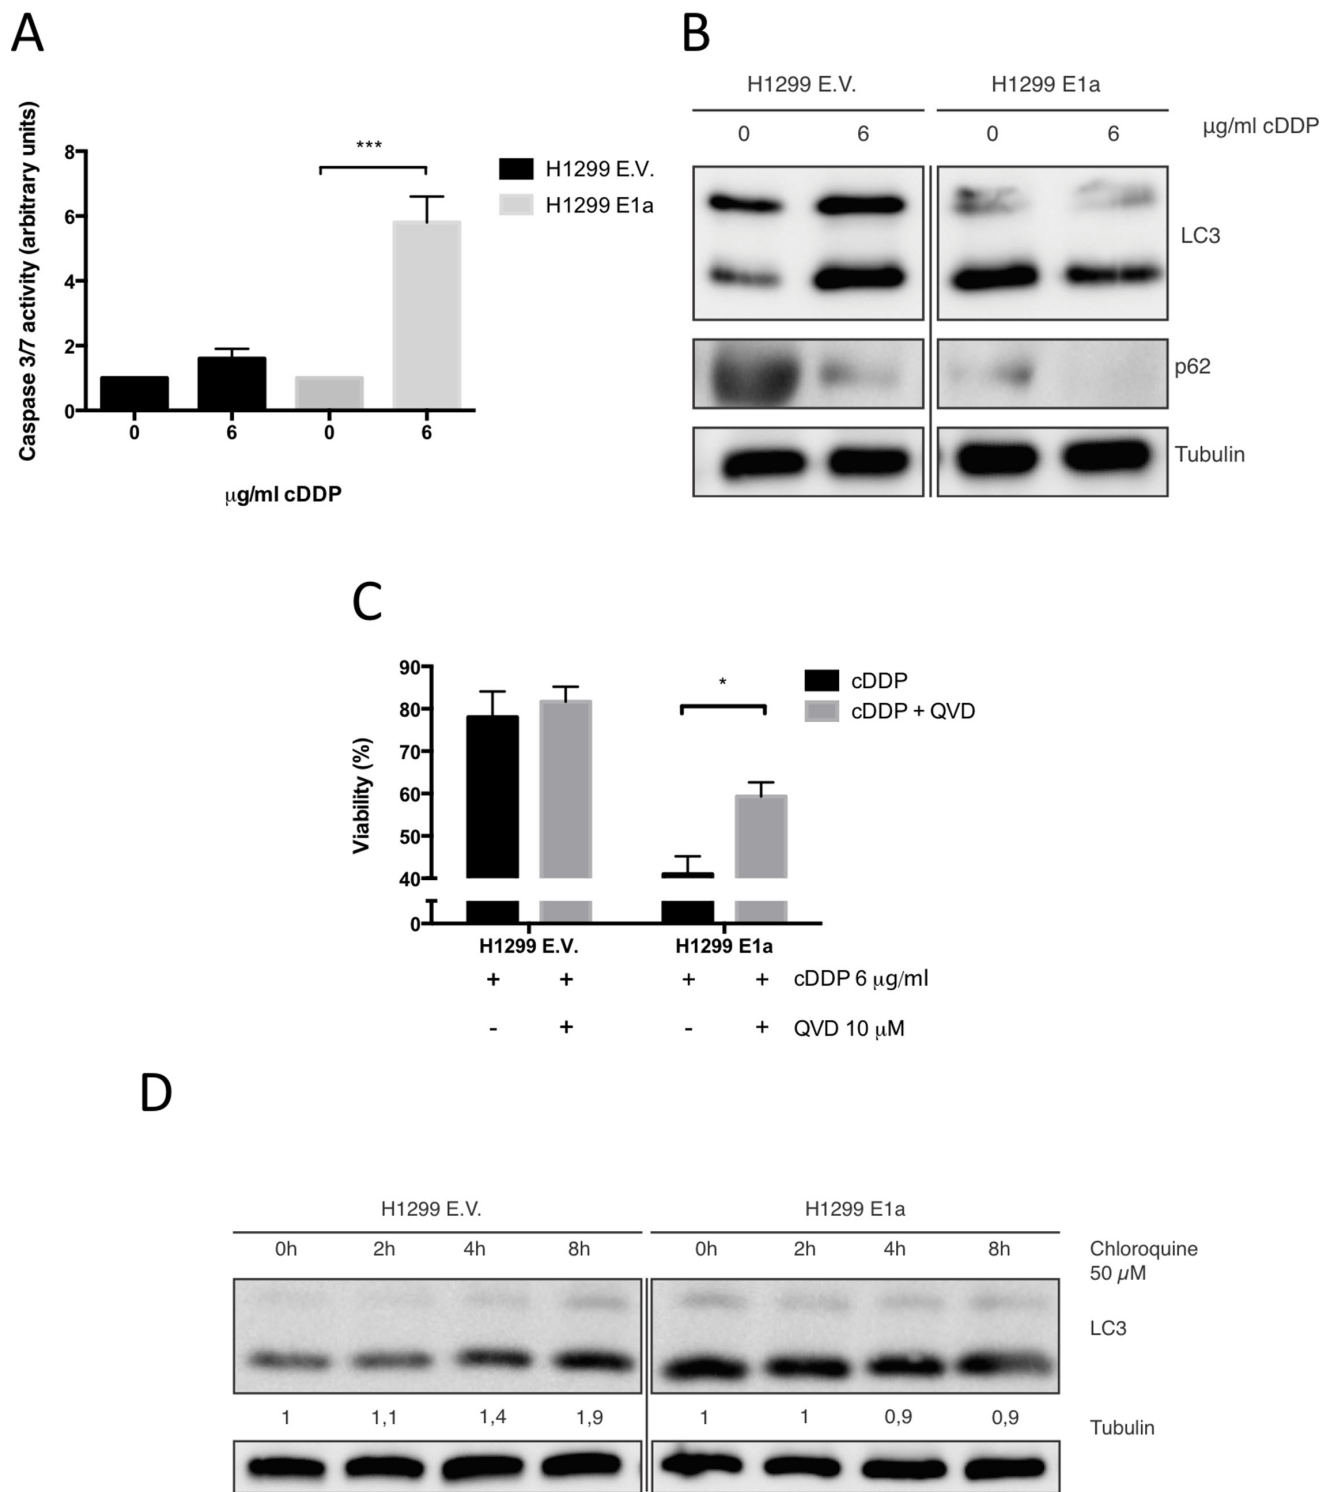 A
Caspase 3/7 activity (arbitrary units)
8
6
4
2
0
***
0 6 0 6
μg/ml cDDP
H1299 E.V.
H1299 E1a
B
H1299 E.V. H1299 E1a
0 6 0 6 μg/ml cDDP
LC3
p62
Tubulin
C
Viability (%)
90
80
70
60
50
40
0
*
cDDP
cDDP + QVD
H1299 E.V. H1299 E1a
+ + + + cDDP 6 μg/ml
- + - + QVD 10 μM
D
H1299 E.V. H1299 E1a
0h 2h 4h 8h 0h 2h 4h 8h Chloroquine
50 μM
LC3
1 1,1 1,4 1,9 1 1 0,9 0,9
Tubulin